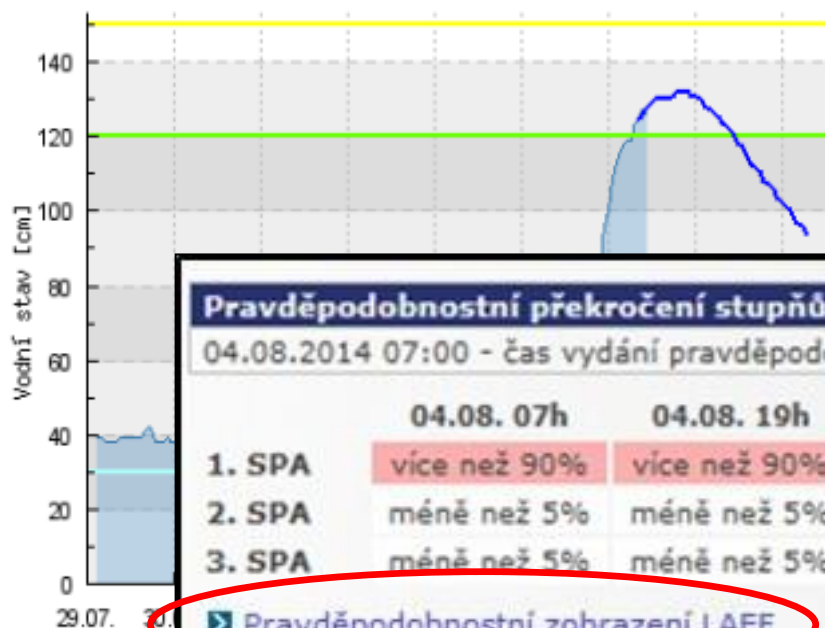 140
120
100
80
60
40
20
0
Vodní stav [cm]
29.07.
Pravděpodobnostní překročení stupňů
04.08.2014 07:00 - čas vydání
04.08. 07h 04.08. 19h
1. SPA více než 90% více než 90%
2. SPA méně než 5% méně než 5%
3. SPA méně než 5% méně než 5%
Pravděpodobnostní zobrazení